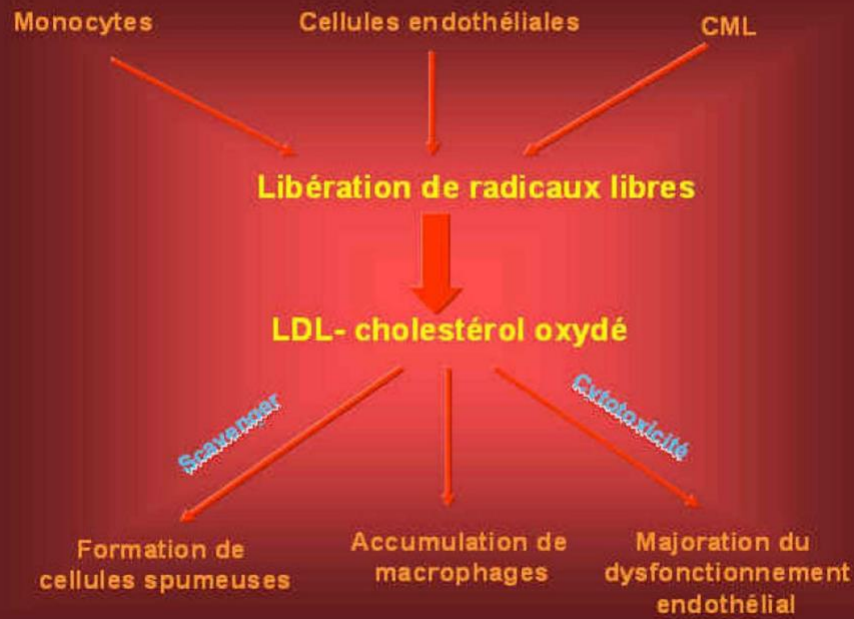 Monocytes
Cellules endothéliales
CML
Libération de radicaux libres
LDL- cholestérol oxydé
Scavenger
Cytotoxicité
Formation de
cellules spumeuses
Accumulation de
macrophages
Majoration du
dysfonctionnement
endothélial